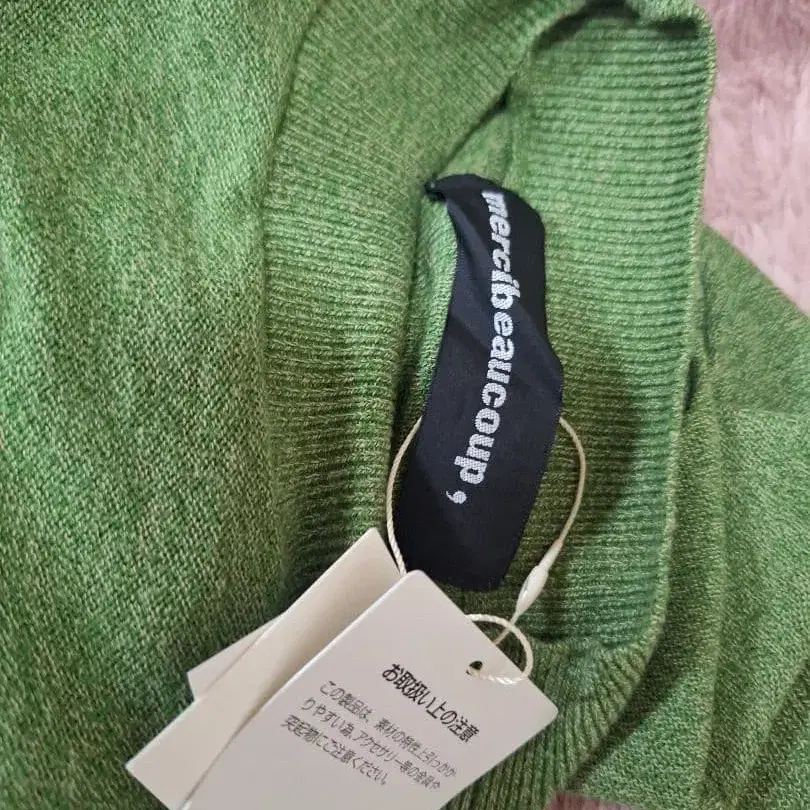 mercibeaucoup,
お取扱い上の注意
この製品は、素材の特性上引っかか
りやすい為、アクセサリー等の金具や
突起物にご注意ください。